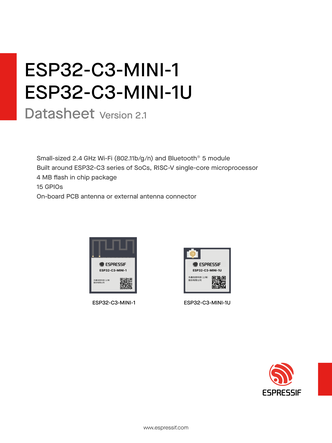 ESP32-C3-MINI-1
ESP32-C3-MINI-1U
Datasheet Version 2.1
Small-sized 2.4 GHz Wi-Fi (802.11b/g/n) and Bluetooth® 5 module
Built around ESP32-C3 series of SoCs, RISC-V single-core microprocessor
4 MB flash in chip package
15 GPIOs
On-board PCB antenna or external antenna connector
ESPRESSIF
ESP32-C3-MINI-1
ESPRESSIF
ESP32-C3-MINI-1U
ESP32-C3-MINI-1
ESP32-C3-MINI-1U
ESPRESSIF
www.espressif.com